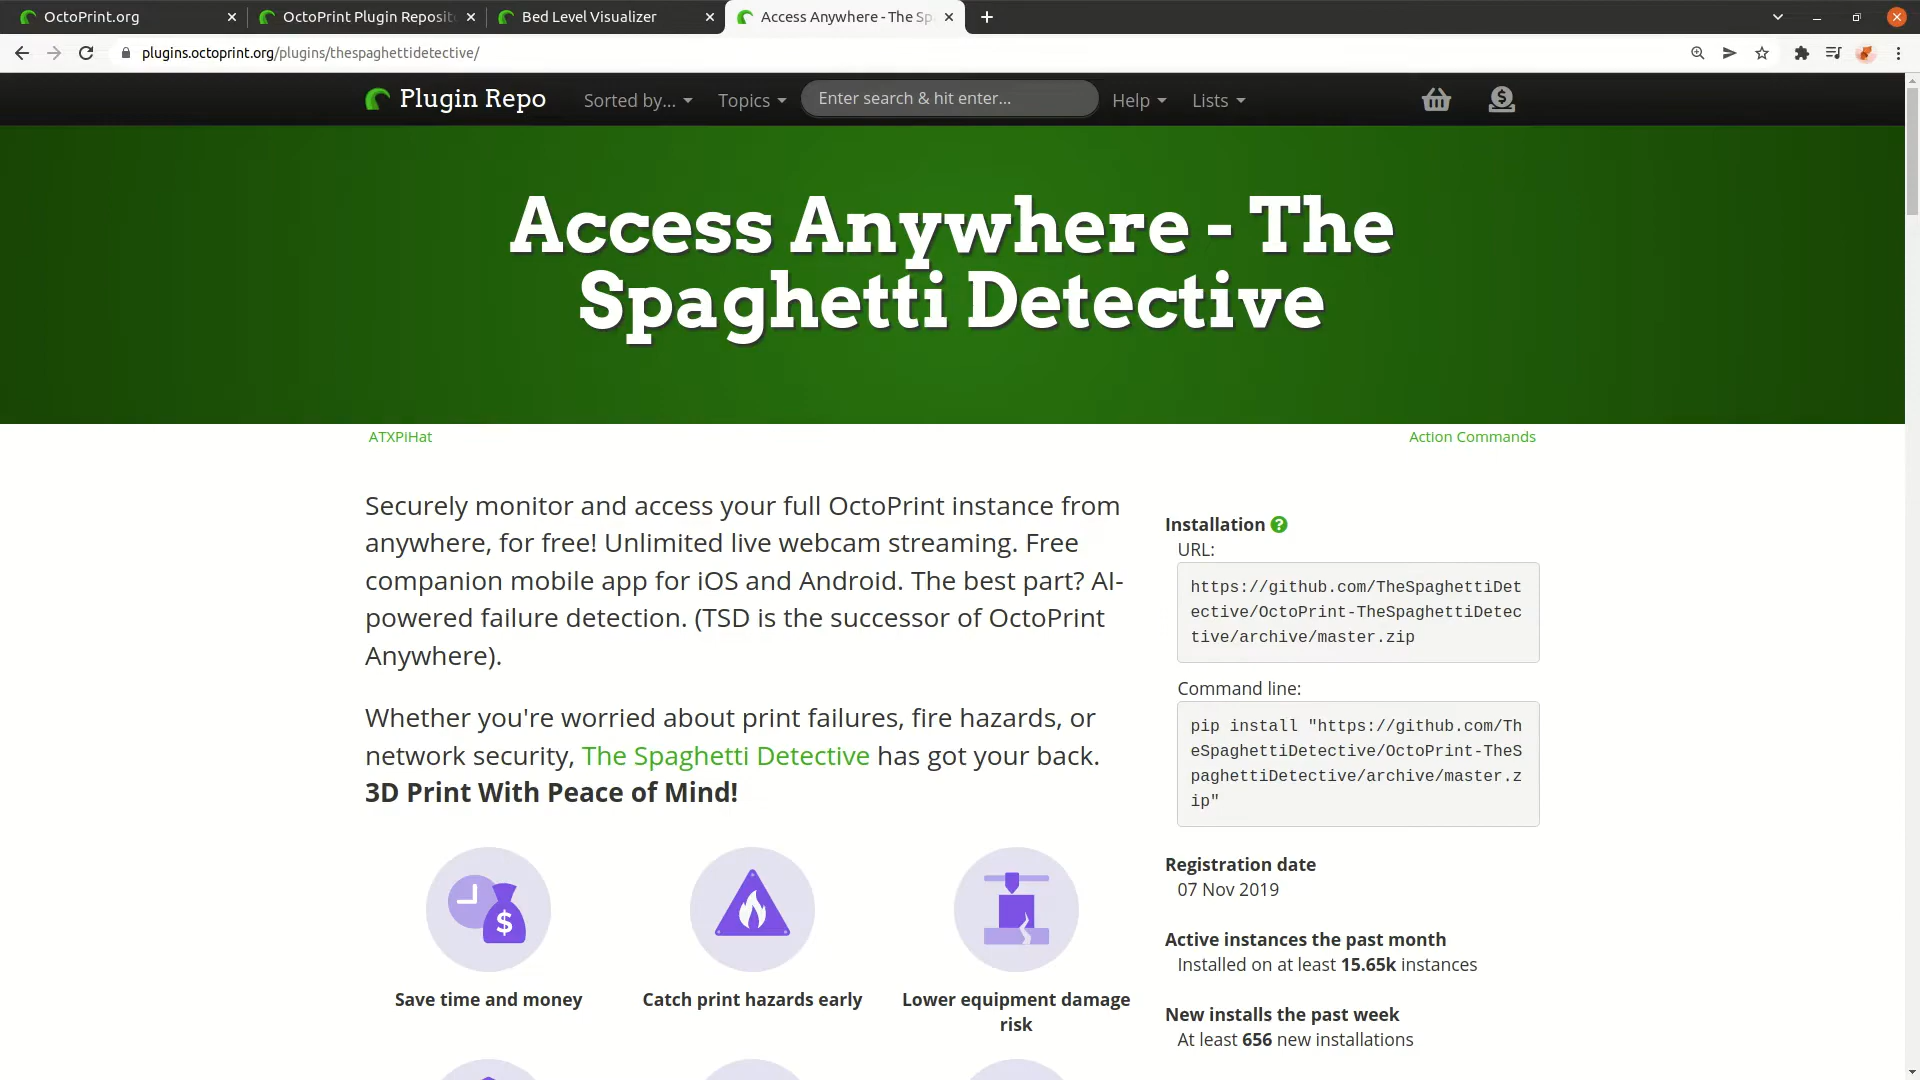 OctoPrint.org
OctoPrint Plugin Reposit
Bed Level Visualizer
Access Anywhere - The Sp
plugins.octoprint.org/plugins/thespaghettidetective/
Plugin Repo
Sorted by...
Topics
Enter search & hit enter...
Help
Lists
Access Anywhere - The
Spaghetti Detective
ATXPiHat
Action Commands
Securely monitor and access your full OctoPrint instance from
anywhere, for free! Unlimited live webcam streaming. Free
companion mobile app for iOS and Android. The best part? AI-
powered failure detection. (TSD is the successor of OctoPrint
Anywhere).
Whether you're worried about print failures, fire hazards, or
network security, The Spaghetti Detective has got your back.
3D Print With Peace of Mind!
Save time and money
Catch print hazards early
Lower equipment damage
risk
Installation
URL:
https://github.com/TheSpaghettiDet
ective/OctoPrint-TheSpaghettiDetec
tive/archive/master.zip
Command line:
pip install "https://github.com/Th
eSpaghettiDetective/OctoPrint-TheS
paghettiDetective/archive/master.z
ip"
Registration date
07 Nov 2019
Active instances the past month
Installed on at least 15.65k instances
New installs the past week
At least 656 new installations